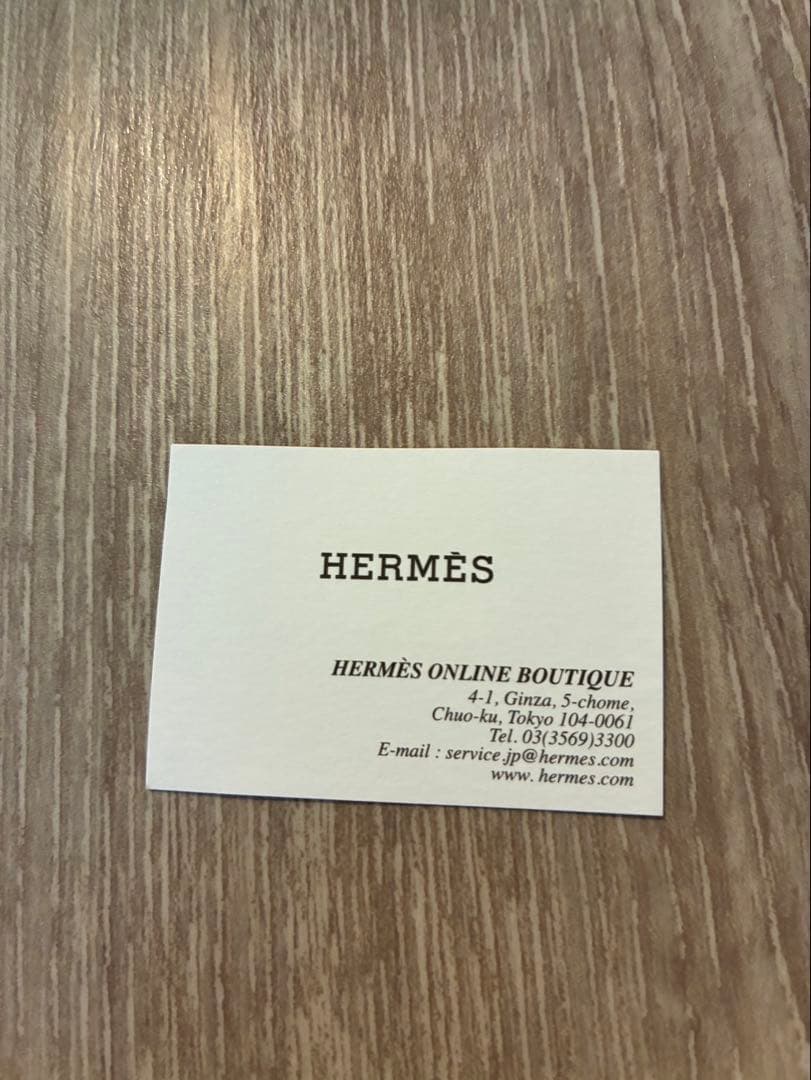 HERMÈS
HERMÈS ONLINE BOUTIQUE
4-1, Ginza, 5-chome,
Chuo-ku, Tokyo 104-0061
Tel. 03(3569)3300
E-mail : service.jp@hermes.com
www. hermes.com